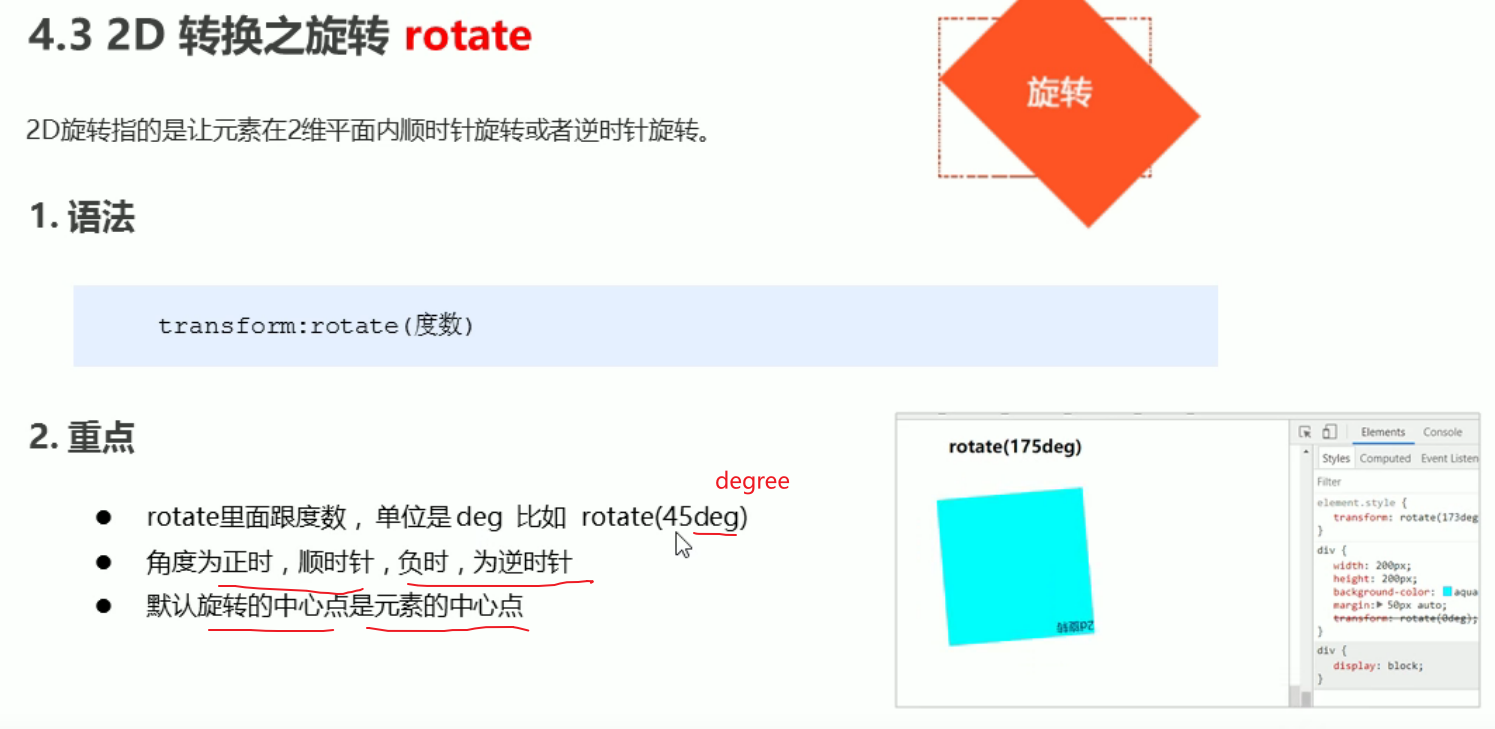 4.3 2D 转换之旋转 rotate
旋转
2D旋转指的是让元素在2维平面内顺时针旋转或者逆时针旋转。
1. 语法
transform:rotate(度数)
2. 重点
degree
rotate里面跟度数，单位是 deg 比如 rotate(45deg)
角度为正时，顺时针，负时，为逆时针
默认旋转的中心点是元素的中心点
rotate(175deg)
2d旋转
Elements Console
Styles Computed Event Listen
Filter
element.style {
transform: rotate(173deg
}
div {
width: 200px;
height: 200px;
background-color: aqua
margin: 50px auto;
transform: rotate(0deg);
}
div {
display: block;
}